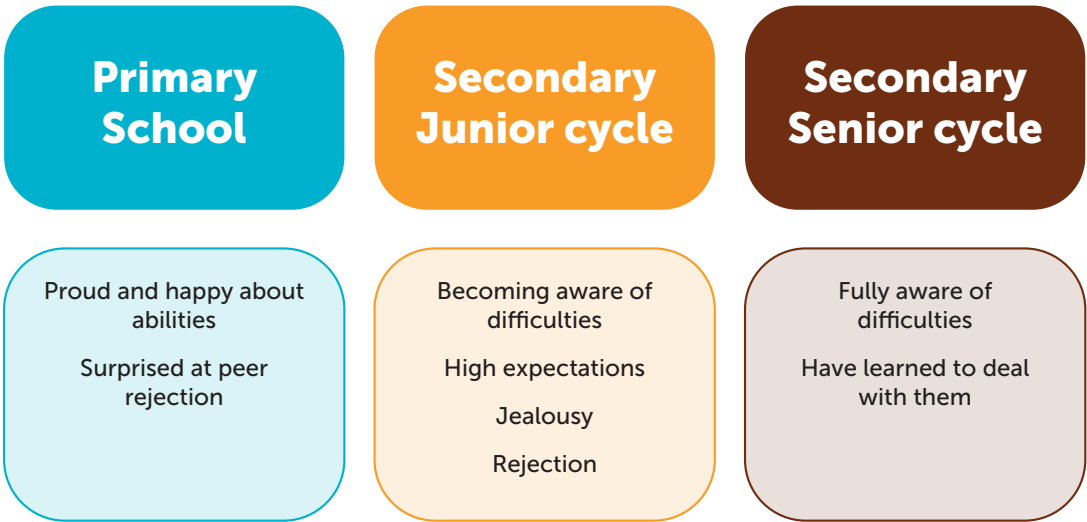 Primary
School
Secondary
Junior cycle
Secondary
Senior cycle
Proud and happy about
abilities
Surprised at peer
rejection
Becoming aware of
difficulties
High expectations
Jealousy
Rejection
Fully aware of
difficulties
Have learned to deal
with them